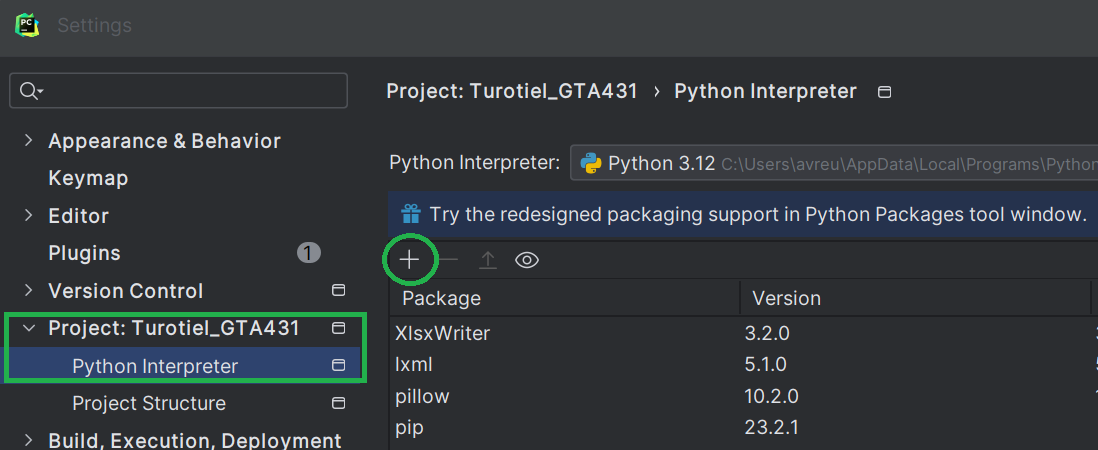 PC
Settings
Project: Turotiel_GTA431 › Python Interpreter
Appearance & Behavior
Keymap
Editor
Plugins 1
Version Control
Project: Turotiel_GTA431
Python Interpreter
Project Structure
Build, Execution, Deployment
Python Interpreter: Python 3.12 C:\Users\avreu\AppData\Local\Programs\Python
Try the redesigned packaging support in Python Packages tool window.
Package Version
XlsxWriter 3.2.0
lxml 5.1.0
pillow 10.2.0
pip 23.2.1